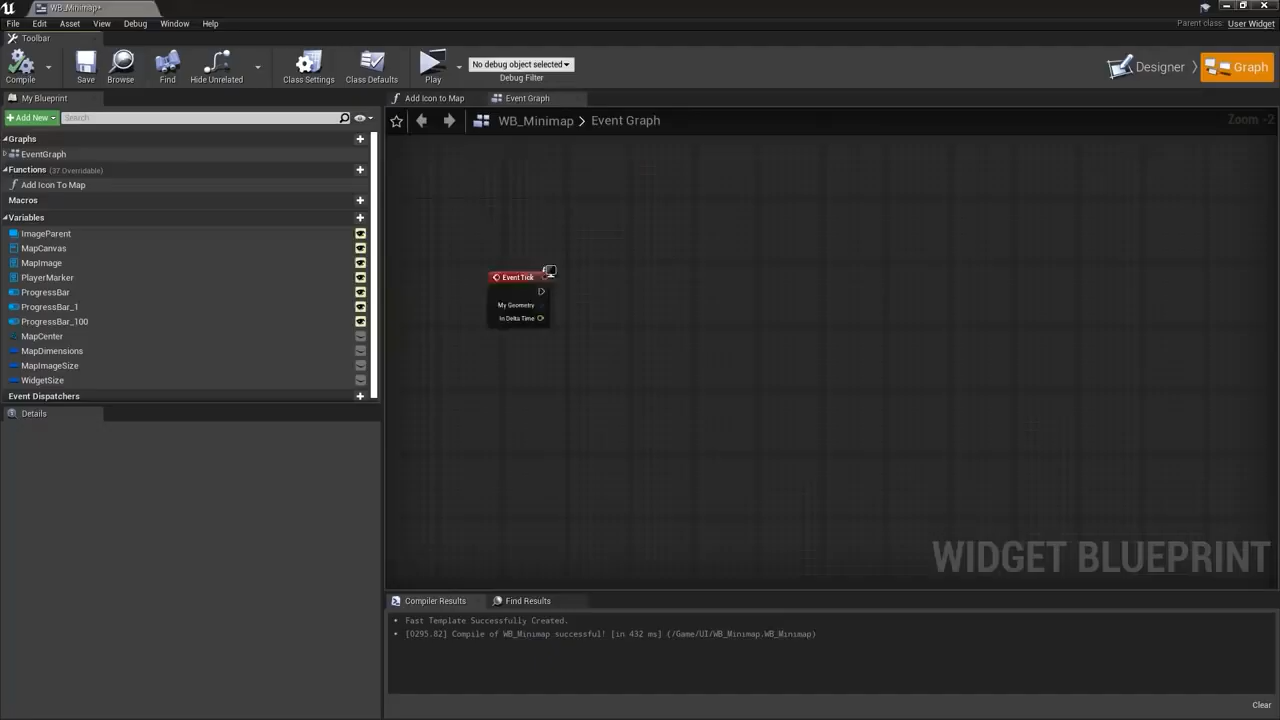 WB_Minimap*
File Edit Asset View Debug Window Help
Parent class: User Widget
Toolbar
Compile Save Browse Find Hide Unrelated Class Settings Class Defaults Play
No debug object selected
Debug Filter
Designer Graph
My Blueprint
Add Icon to Map Event Graph
Add New Search
WB_Minimap Event Graph
Zoom -2
Graphs
EventGraph
Functions (37 Overridable)
Add Icon To Map
Macros
Variables
ImageParent
MapCanvas
MapImage
PlayerMarker
ProgressBar
ProgressBar_1
ProgressBar_100
MapCenter
MapDimensions
MapImageSize
WidgetSize
Event Dispatchers
Details
Event Tick
My Geometry
In Delta Time
WIDGET BLUEPRINT
Compiler Results Find Results
Fast Template Successfully Created.
[0295.82] Compile of WB_Minimap successful! [in 432 ms] (/Game/UI/WB_Minimap.WB_Minimap)
Clear